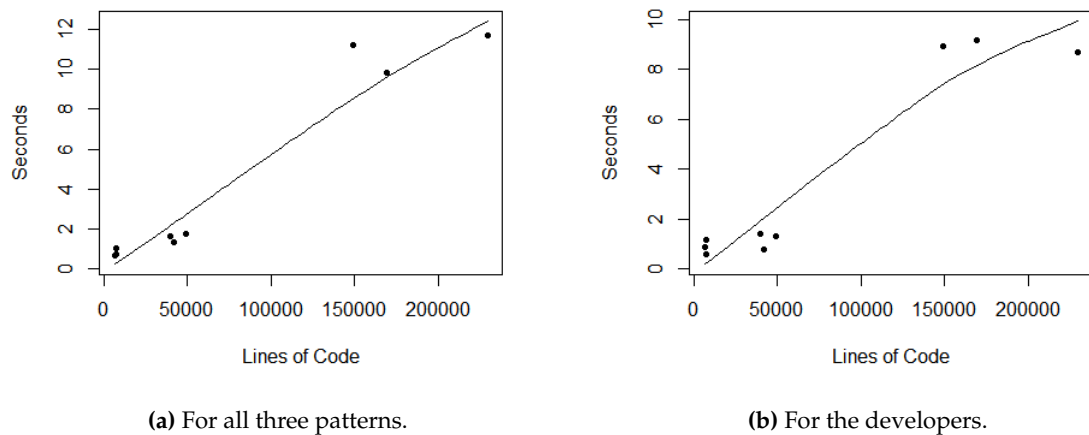 12
10
8
6
4
2
0
Seconds
0 50000 100000 150000 200000
Lines of Code
(a) For all three patterns.
10
8
6
4
2
0
Seconds
0 50000 100000 150000 200000
Lines of Code
(b) For the developers.